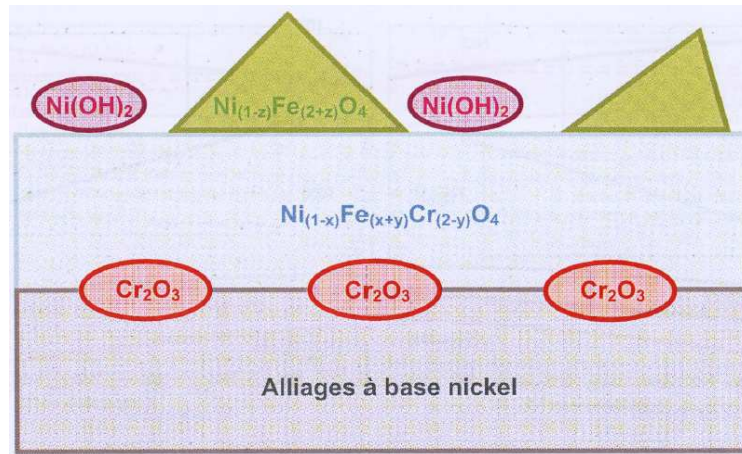 Ni(OH)₂ Ni₍₁₋z₎Fe₍₂₊z₎O₄ Ni(OH)₂
Ni₍₁₋ₓ₎Fe₍ₓ₊y₎Cr₍₂₋y₎O₄
Cr₂O₃ Cr₂O₃ Cr₂O₃
Alliages à base nickel